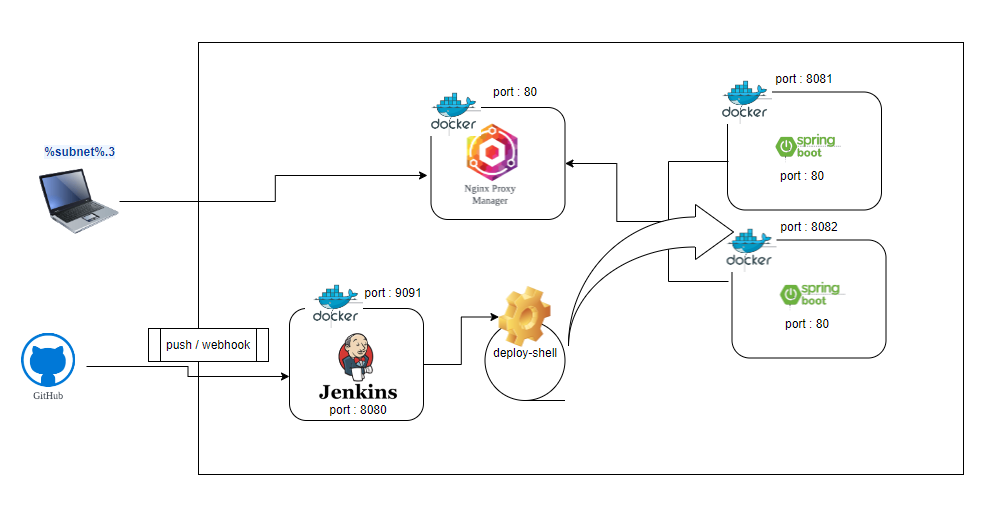 port : 8081
port : 80
docker
docker
%subnet%.3
spring
boot
Nginx Proxy
Manager
port : 80
port : 8082
docker
port : 9091
spring
boot
docker
push / webhook
deploy-shell
port : 80
GitHub
Jenkins
port : 8080